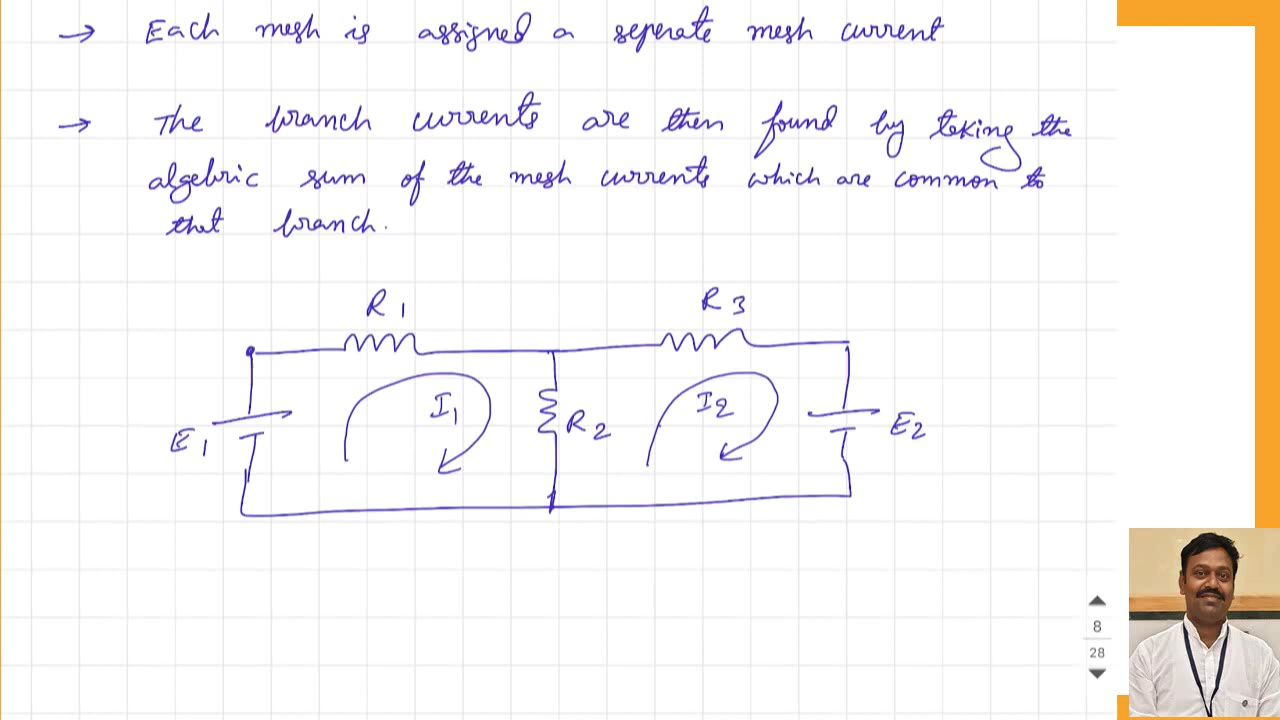 → Each mesh is assigned a seperate mesh current
→ The branch currents are then found by teking the
algebric sum of the mesh currents which are common to
that branch.
R1
R3
I1
R2
I2
E1
E2
8
28